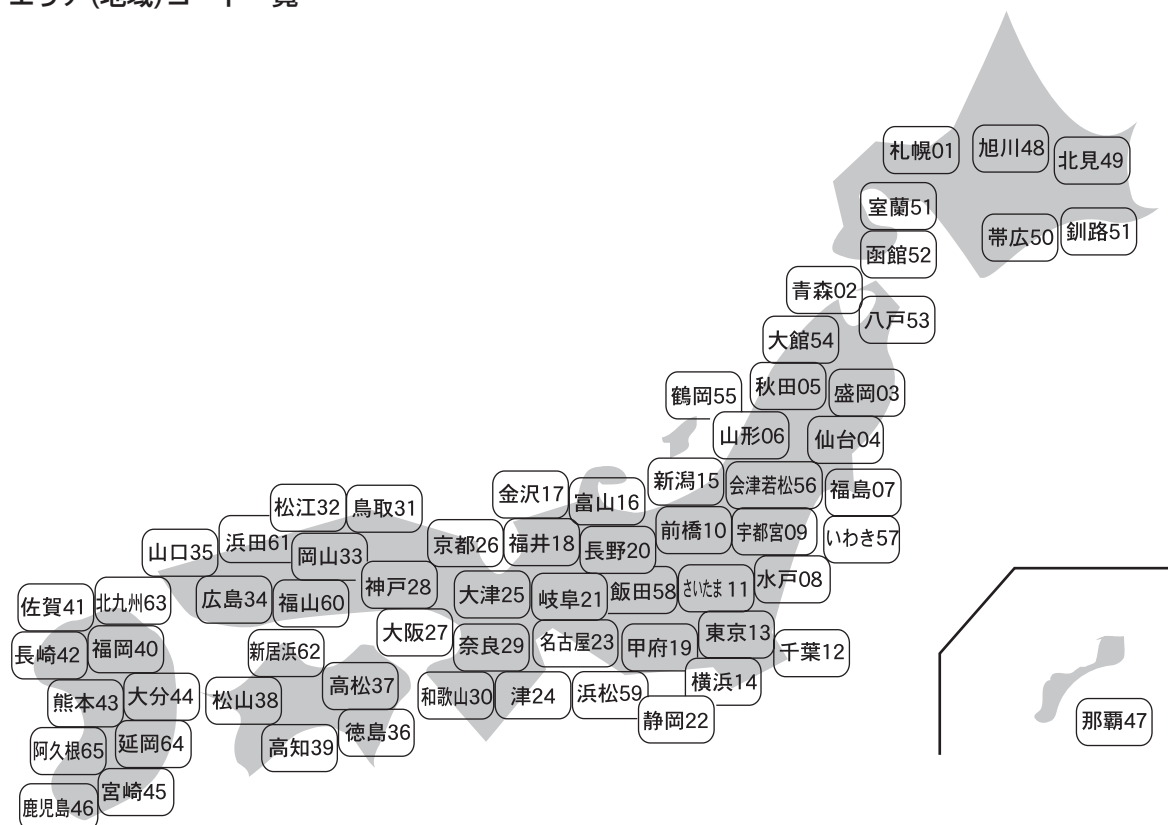 エリア(地域)コード一覧
札幌01
旭川48
北見49
室蘭51
帯広50
釧路51
函館52
青森02
八戸53
大館54
秋田05
盛岡03
鶴岡55
山形06
仙台04
新潟15
会津若松56
福島07
金沢17
富山16
前橋10
宇都宮09
いわき57
松江32
鳥取31
山口35
浜田61
岡山33
京都26
福井18
長野20
神戸28
大津25
岐阜21
飯田58
さいたま11
水戸08
佐賀41
北九州63
広島34
福山60
大阪27
奈良29
名古屋23
甲府19
東京13
千葉12
長崎42
福岡40
新居浜62
高松37
和歌山30
津24
浜松59
横浜14
静岡22
熊本43
大分44
松山38
徳島36
高知39
阿久根65
延岡64
宮崎45
鹿児島46
那覇47